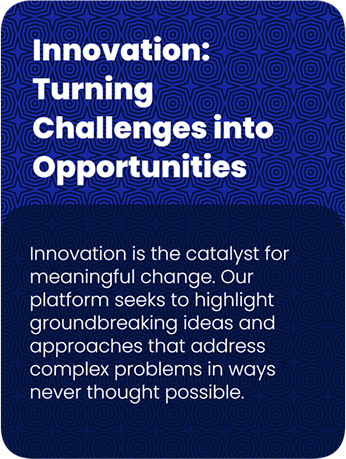 Innovation:
Turning
Challenges into
Opportunities
Innovation is the catalyst for
meaningful change. Our
platform seeks to highlight
groundbreaking ideas and
approaches that address
complex problems in ways
never thought possible.